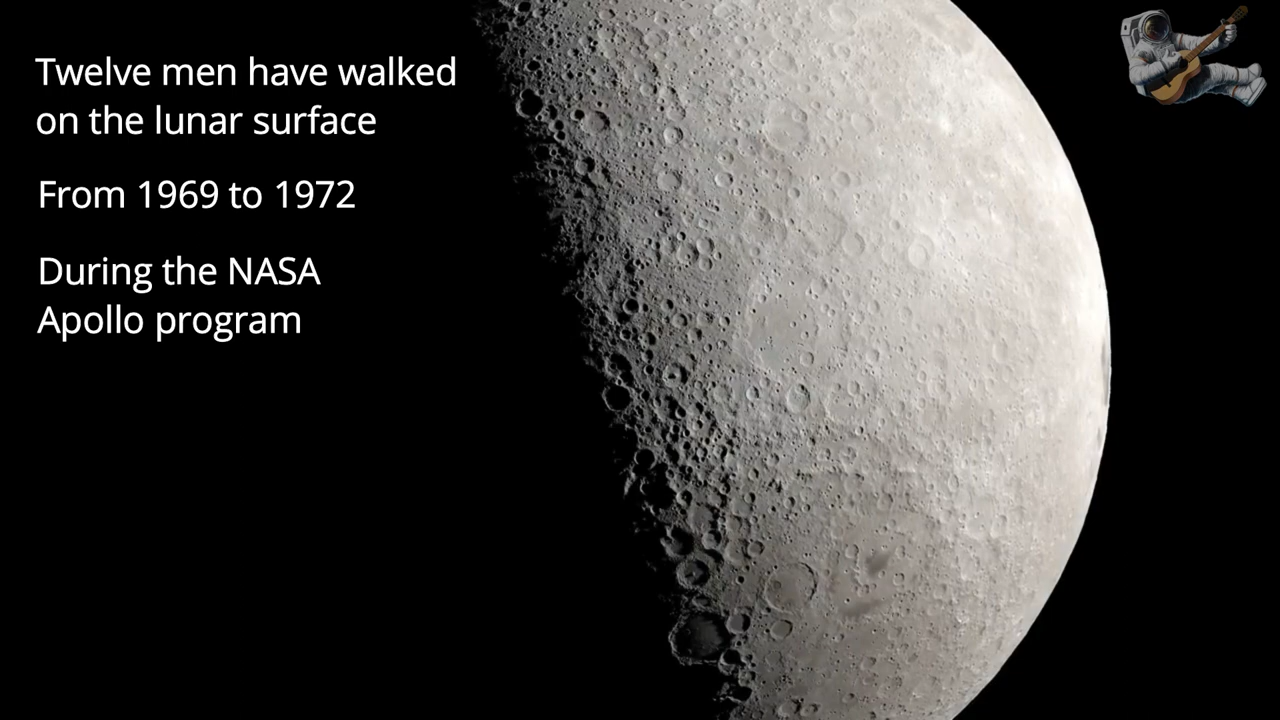 Twelve men have walked
on the lunar surface
From 1969 to 1972
During the NASA
Apollo program